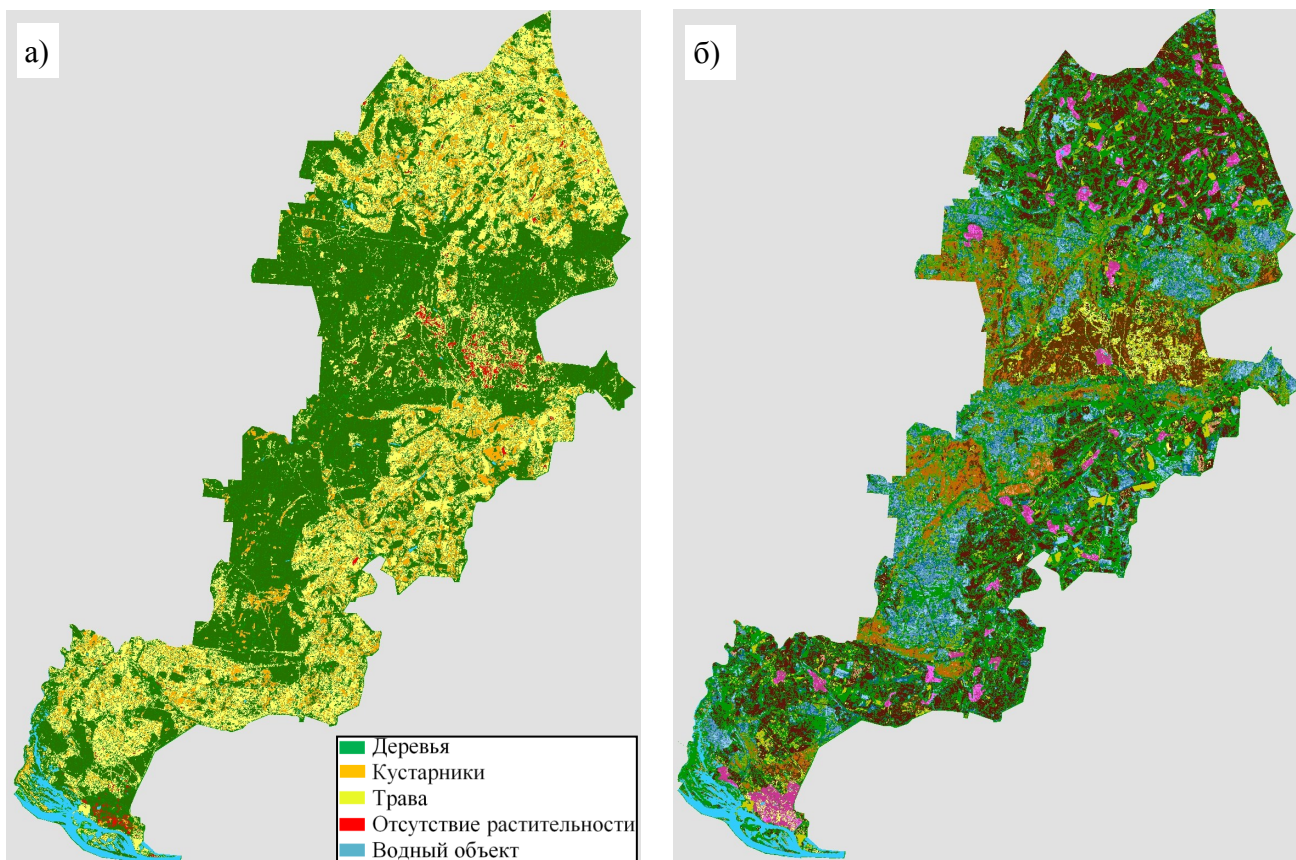 а)
б)
Деревья
Кустарники
Трава
Отсутствие растительности
Водный объект